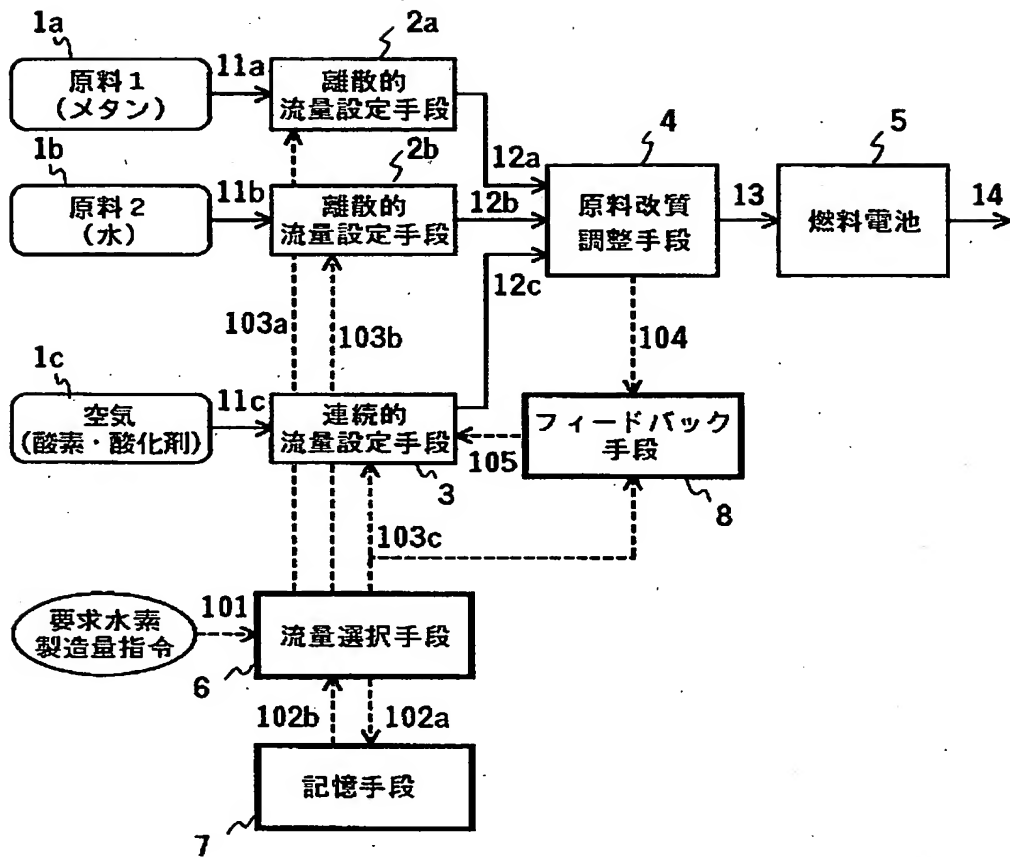 1a
原料1
(メタン)
11a
2a
離散的
流量設定手段
1b
原料2
(水)
11b
2b
離散的
流量設定手段
12a
12b
12c
4
原料改質
調整手段
13
5
燃料電池
14
103a
103b
104
1c
空気
(酸素・酸化剤)
11c
連続的
流量設定手段
3
105
フィードバック
手段
8
103c
要求水素
製造量指令
101
流量選択手段
6
102b
102a
記憶手段
7